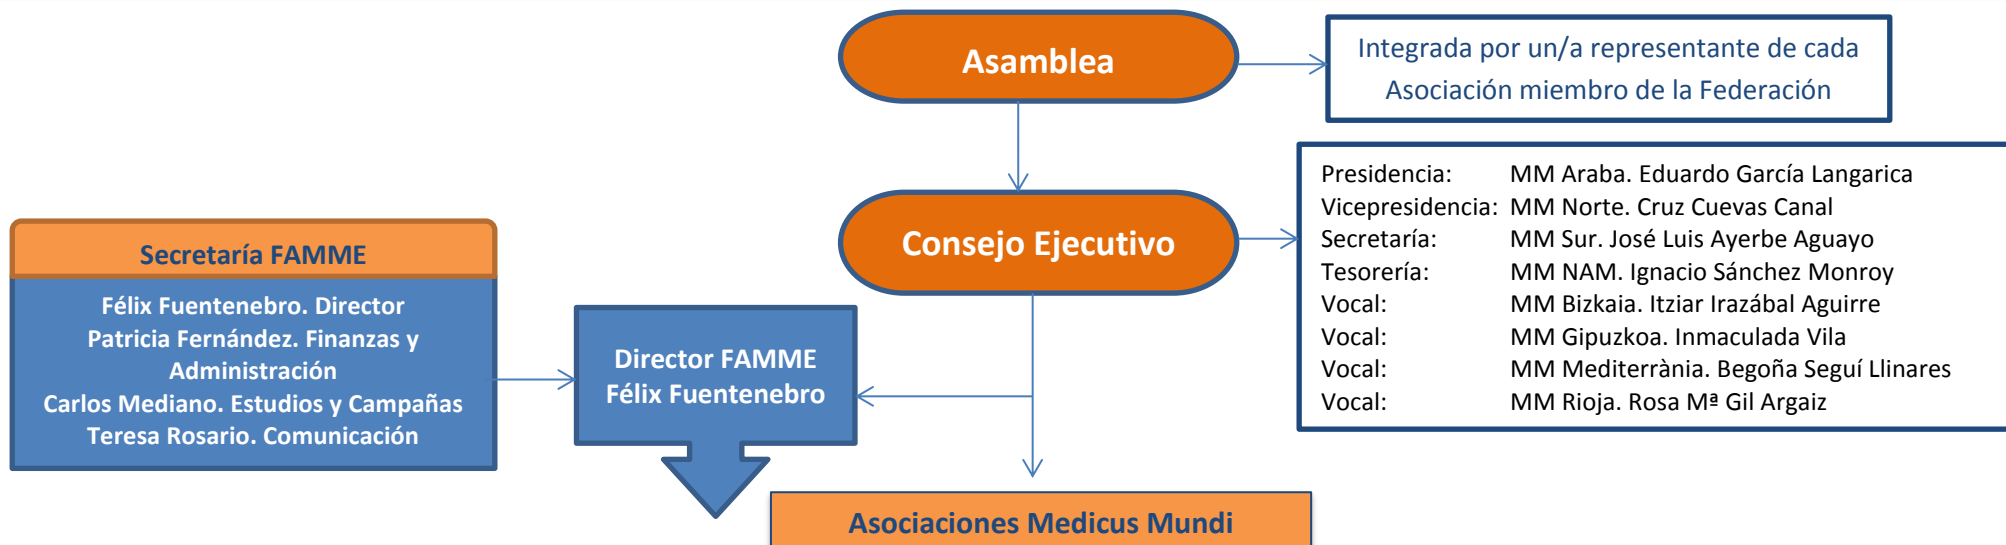 Asamblea
Integrada por un/a representante de cada
Asociación miembro de la Federación
Consejo Ejecutivo
Presidencia: MM Araba. Eduardo García Langarica
Vicepresidencia: MM Norte. Cruz Cuevas Canal
Secretaría: MM Sur. José Luis Ayerbe Aguayo
Tesorería: MM NAM. Ignacio Sánchez Monroy
Vocal: MM Bizkaia. Itziar Irazábal Aguirre
Vocal: MM Gipuzkoa. Inmaculada Vila
Vocal: MM Mediterrània. Begoña Seguí Llinares
Vocal: MM Rioja. Rosa Mª Gil Argaiz
Secretaría FAMME
Félix Fuentenebro. Director
Patricia Fernández. Finanzas y
Administración
Carlos Mediano. Estudios y Campañas
Teresa Rosario. Comunicación
Director FAMME
Félix Fuentenebro
Asociaciones Medicus Mundi